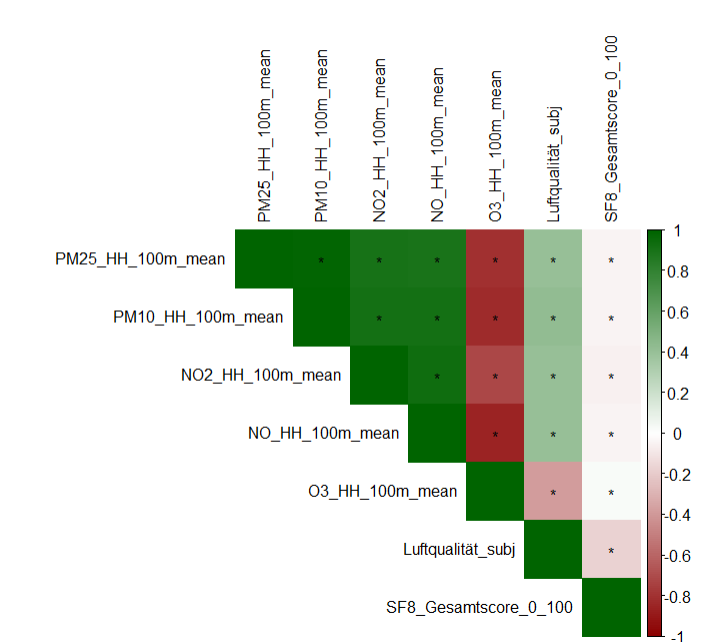 PM25_HH_100m_mean
PM10_HH_100m_mean
NO2_HH_100m_mean
NO_HH_100m_mean
O3_HH_100m_mean
Luftqualität_subj
SF8_Gesamtscore_0_100
PM25_HH_100m_mean * * * * * *
PM10_HH_100m_mean * * * * *
NO2_HH_100m_mean * * * *
NO_HH_100m_mean * * *
O3_HH_100m_mean * *
Luftqualität_subj *
SF8_Gesamtscore_0_100
1
0.8
0.6
0.4
0.2
0
-0.2
-0.4
-0.6
-0.8
-1